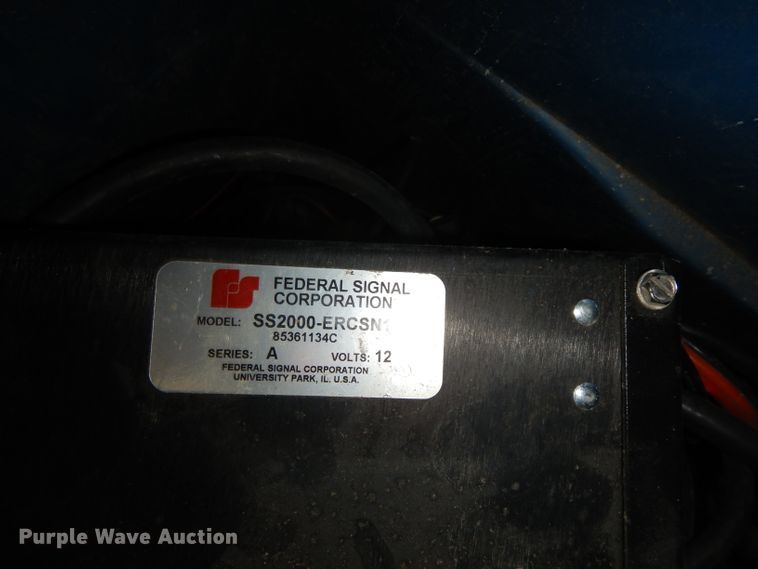 FEDERAL SIGNAL
CORPORATION
MODEL: SS2000-ERCSN1
85361134C
SERIES: A VOLTS: 12
FEDERAL SIGNAL CORPORATION
UNIVERSITY PARK, IL. U.S.A.
Purple Wave Auction